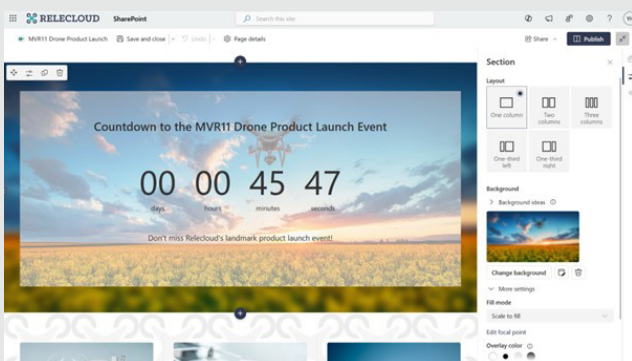 RELECLOUD SharePoint Search this site ?
MVR11 Drone Product Launch Save and close Undo Page details Share Publish
Section
Layout
One column Two columns Three columns
One-third left One-third right
Countdown to the MVR11 Drone Product Launch Event
00 00 45 47
days hours minutes seconds
Don't miss Relecloud's landmark product launch event!
Background
Background ideas
Change background
More settings
Fill mode
Scale to fill
Edit focal point
Overlay color